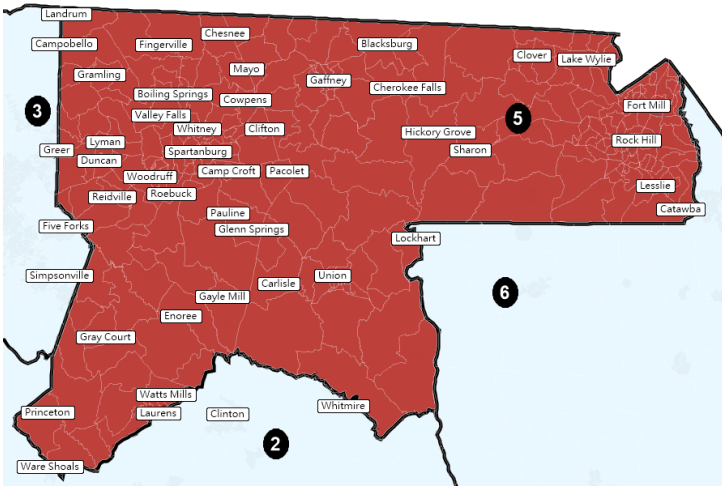 Landrum
Chesnee
Campobello
Fingerville
Blacksburg
Clover
Lake Wylie
Gramling
Mayo
Gaffney
Cherokee Falls
Boiling Springs
Cowpens
Fort Mill
3
Valley Falls
5
Whitney
Clifton
Hickory Grove
Rock Hill
Lyman
Greer
Spartanburg
Sharon
Duncan
Camp Croft
Pacolet
Woodruff
Lesslie
Reidville
Roebuck
Catawba
Pauline
Five Forks
Glenn Springs
Lockhart
Simpsonville
Union
Carlisle
6
Gayle Mill
Enoree
Gray Court
Watts Mills
Whitmire
Princeton
Laurens
Clinton
2
Ware Shoals